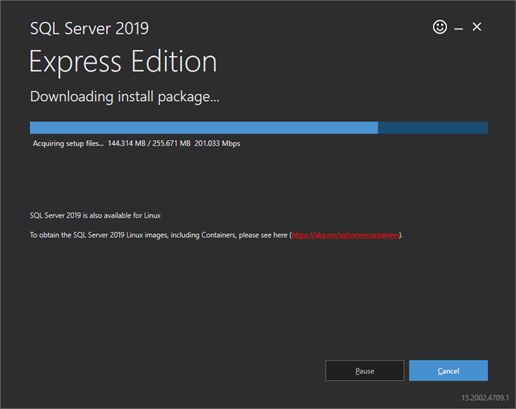 SQL Server 2019
Express Edition
Downloading install package...
Acquiring setup files... 144.314 MB / 255.671 MB 201.033 Mbps
SQL Server 2019 is also available for Linux
To obtain the SQL Server 2019 Linux images, including Containers, please see here (https://aka.ms/sqlservercontainers).
Pause
Cancel
15.2002.4709.1